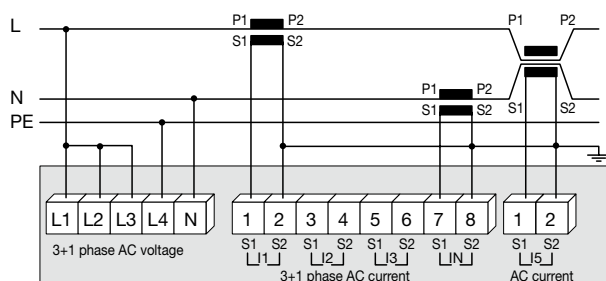 L P1 P2 P1 P2
S1 S2
N P1 P2
S1 S2 S1 S2
PE
L1 L2 L3 L4 N 1 2 3 4 5 6 7 8 1 2
S1 S2 S1 S2 S1 S2 S1 S2 S1 S2
I1 I2 I3 IN I5
3+1 phase AC voltage
3+1 phase AC current
AC current